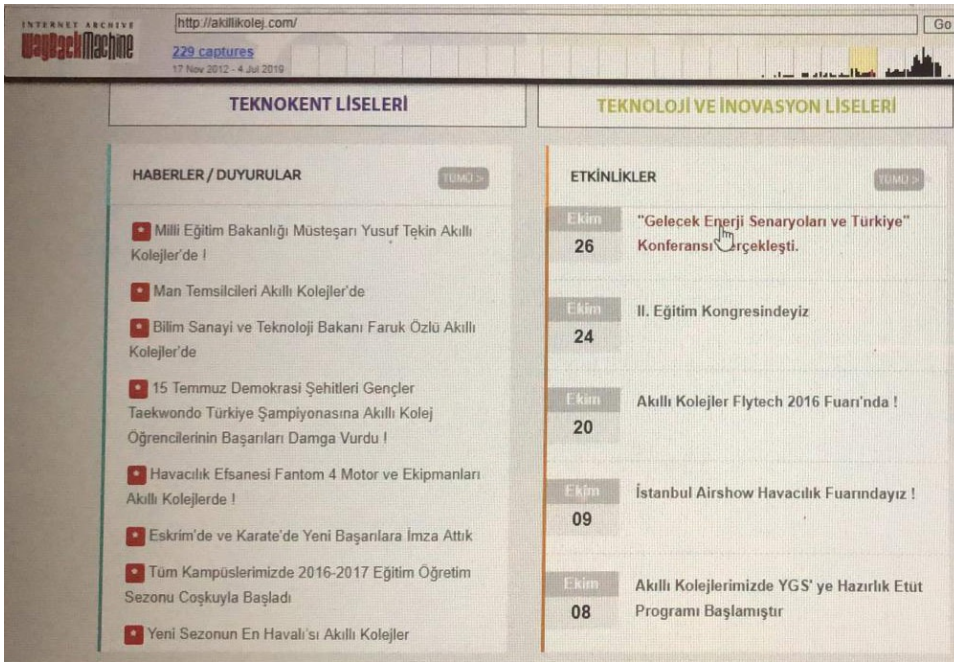 INTERNET ARCHIVE
WayBackMachine
http://akillikolej.com/
Go
229 captures
17 Nov 2012 - 4 Jul 2019
TEKNOKENT LİSELERİ
TEKNOLOJİ VE İNOVASYON LİSELERİ
HABERLER / DUYURULAR
TÜMÜ >
Milli Eğitim Bakanlığı Müsteşarı Yusuf Tekin Akıllı
Kolejler'de !
Man Temsilcileri Akıllı Kolejler'de
Bilim Sanayi ve Teknoloji Bakanı Faruk Özlü Akıllı
Kolejler'de
15 Temmuz Demokrasi Şehitleri Gençler
Taekwondo Türkiye Şampiyonasına Akıllı Kolej
Öğrencilerinin Başarıları Damga Vurdu !
Havacılık Efsanesi Fantom 4 Motor ve Ekipmanları
Akıllı Kolejlerde !
Eskrim'de ve Karate'de Yeni Başarılara İmza Attık
Tüm Kampüslerimizde 2016-2017 Eğitim Öğretim
Sezonu Coşkuyla Başladı
Yeni Sezonun En Havalı'sı Akıllı Kolejler
ETKİNLİKLER
TÜMÜ >
Ekim
26
"Gelecek Enerji Senaryoları ve Türkiye"
Konferansı Gerçekleşti.
Ekim
24
II. Eğitim Kongresindeyiz
Ekim
20
Akıllı Kolejler Flytech 2016 Fuarı'nda !
Ekim
09
İstanbul Airshow Havacılık Fuarındayız !
Ekim
08
Akıllı Kolejlerimizde YGS' ye Hazırlık Etüt
Programı Başlamıştır